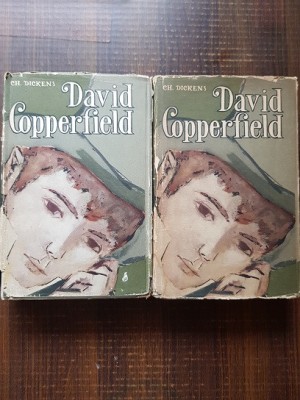 CH. DICKENS
David
Copperfield
CH. DICKENS
David
Copperfield